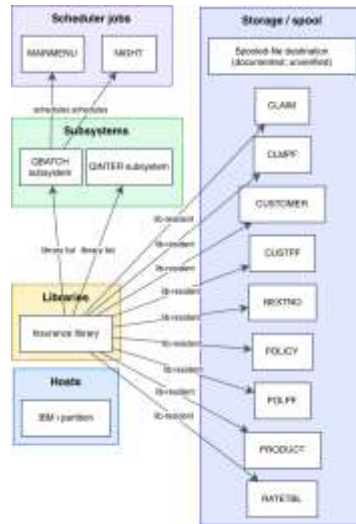 Scheduler jobs
MAINMENU
NIGHT
schedules
schedules
Subsystems
QBATCH
subsystem
QINTER subsystem
library list
library list
Libraries
Insurance library
Hosts
IBM i partition
Storage / spool
Spooled-file destination
(documented; unverified)
CLAIM
CLMPF
CUSTOMER
CUSTPF
NEXTNO
POLICY
POLPF
PRODUCT
RATETBL
lib-resident
lib-resident
lib-resident
lib-resident
lib-resident
lib-resident
lib-resident
lib-resident
lib-resident